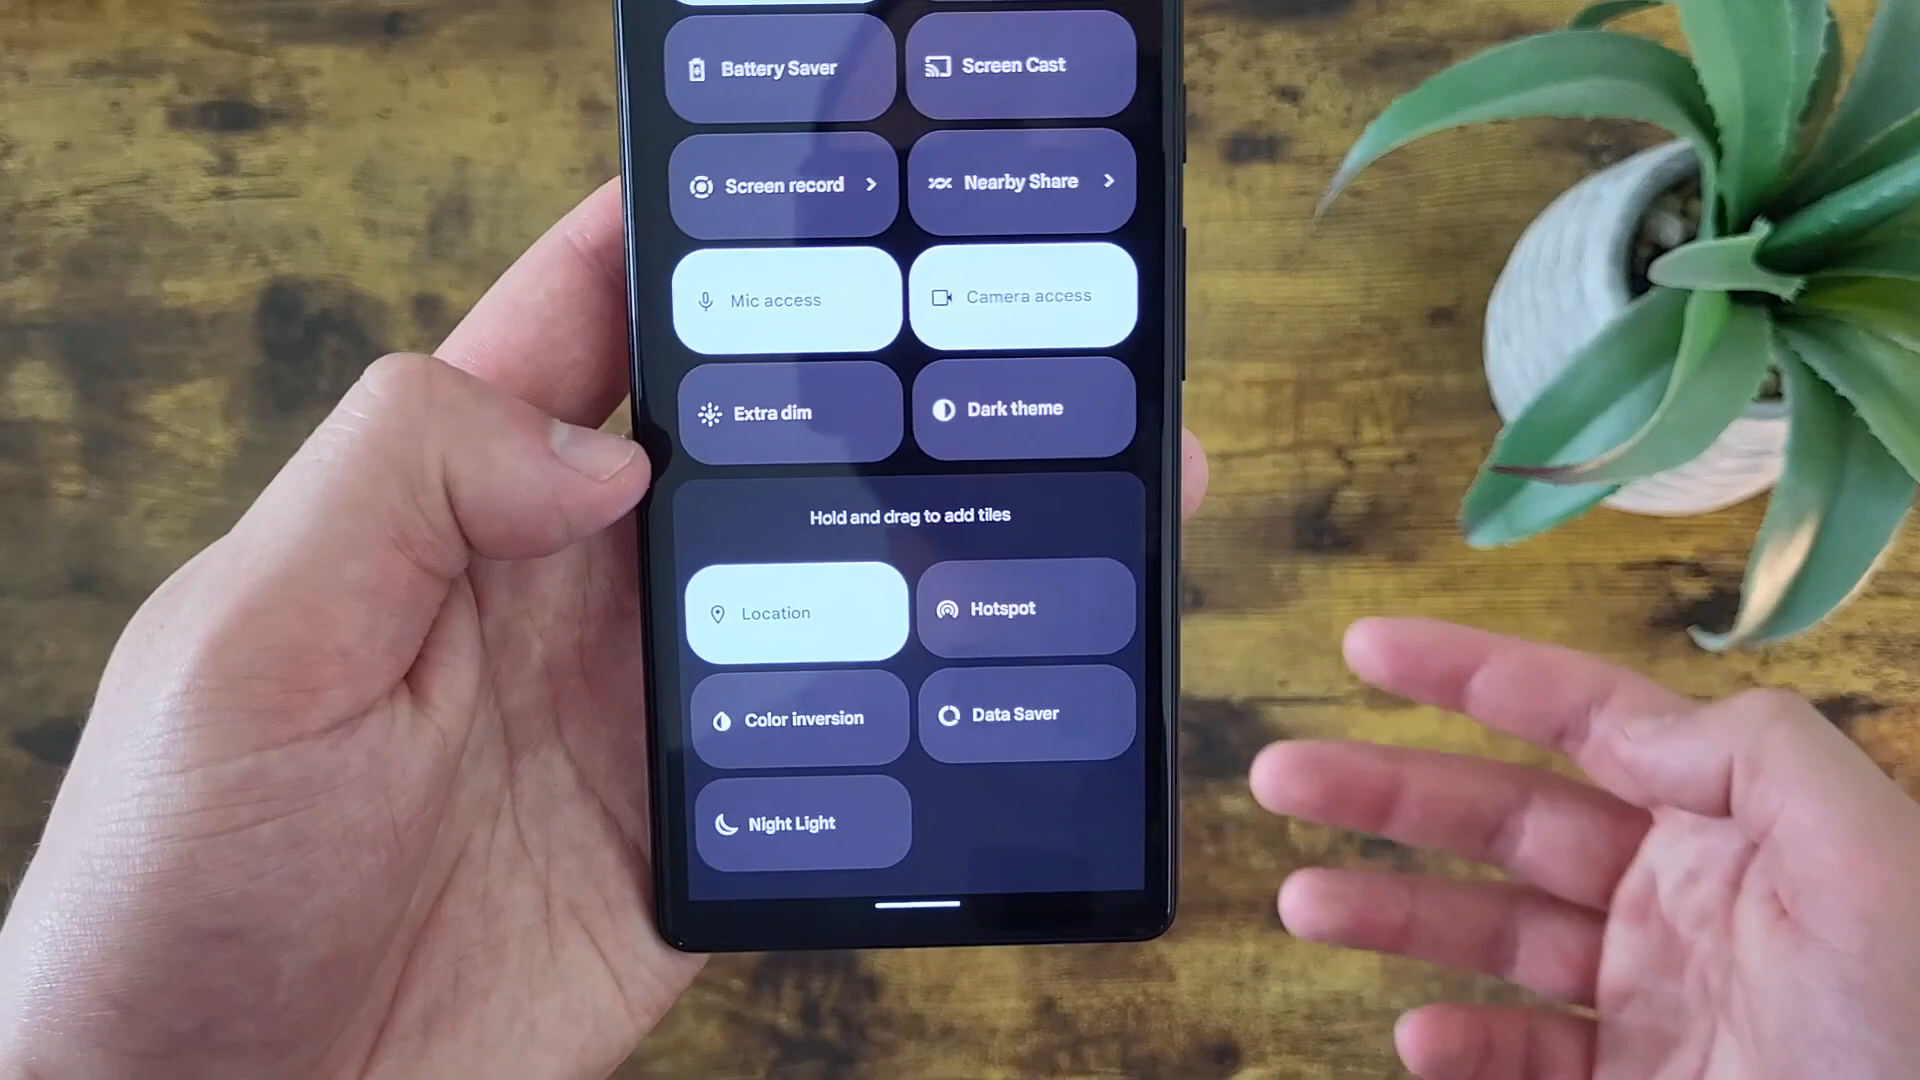 Battery Saver
Screen Cast
Screen record
Nearby Share
Mic access
Camera access
Extra dim
Dark theme
Hold and drag to add tiles
Location
Hotspot
Color inversion
Data Saver
Night Light